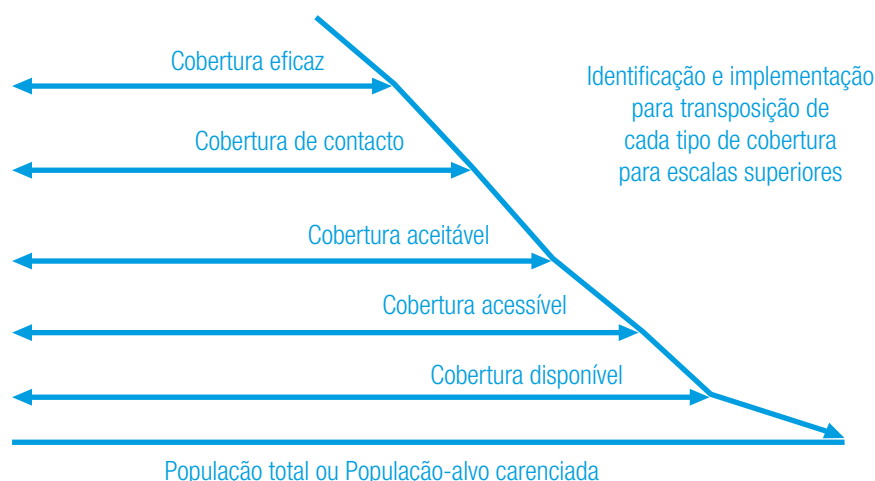 Cobertura eficaz
Identificação e implementação
para transposição de
cada tipo de cobertura
para escalas superiores
Cobertura de contacto
Cobertura aceitável
Cobertura acessível
Cobertura disponível
População total ou População-alvo carenciada